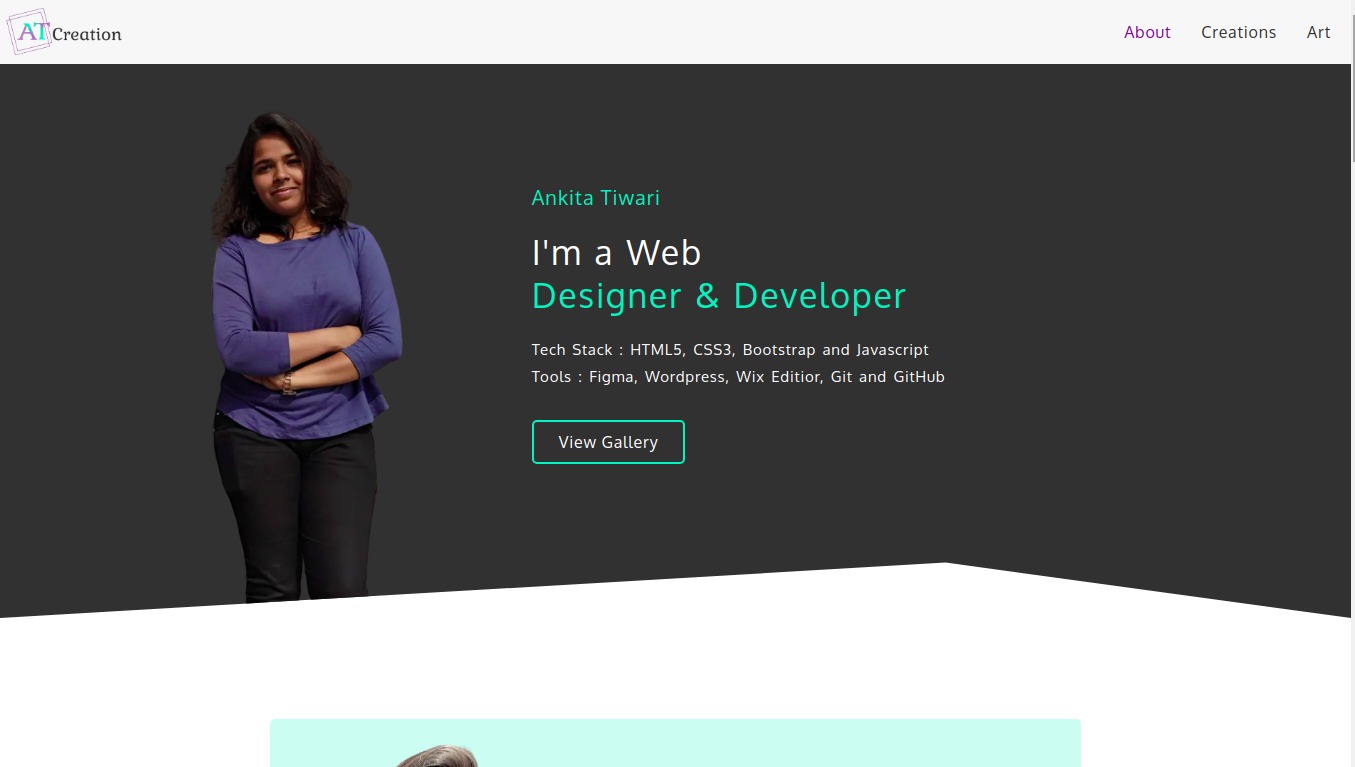 AT Creation
About Creations Art
Ankita Tiwari
I'm a Web
Designer & Developer
Tech Stack : HTML5, CSS3, Bootstrap and Javascript
Tools : Figma, Wordpress, Wix Editior, Git and GitHub
View Gallery